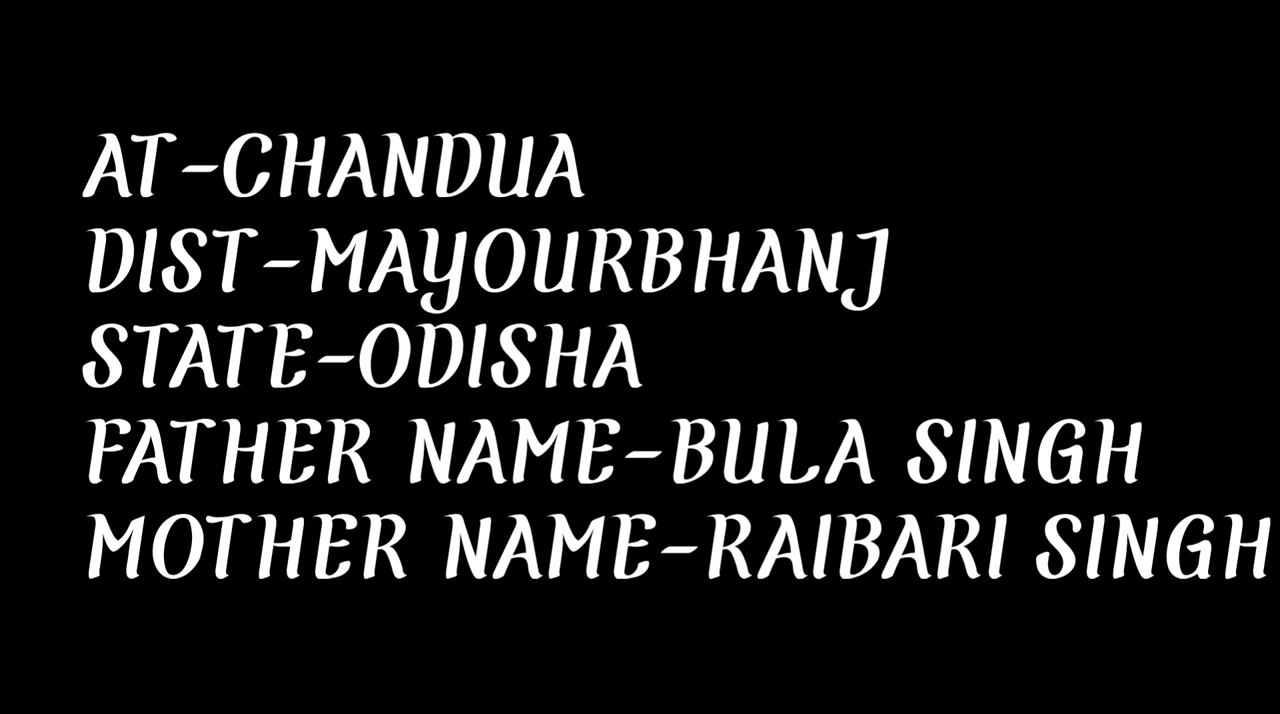 AT-CHANDUA
DIST-MAYOURBHANJ
STATE-ODISHA
FATHER NAME-BULA SINGH
MOTHER NAME-RAIBARI SINGH